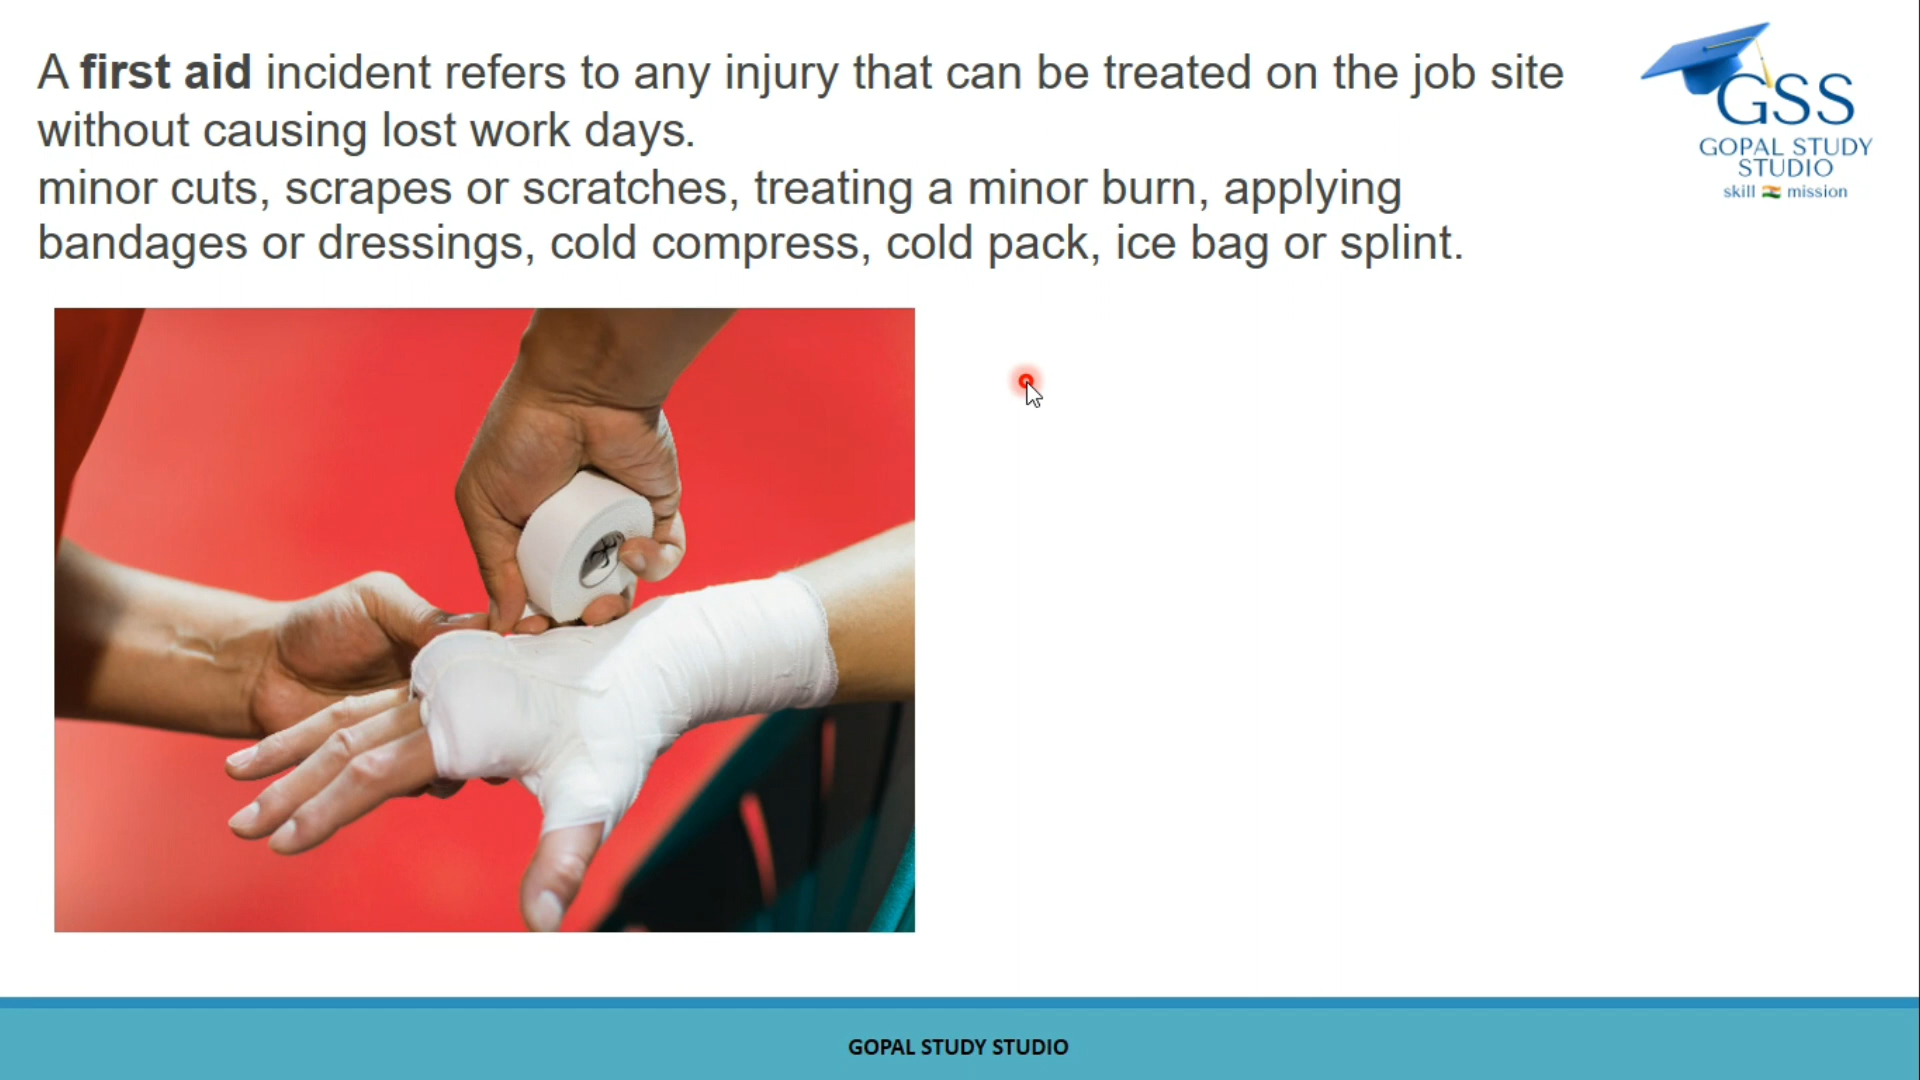 A first aid incident refers to any injury that can be treated on the job site
without causing lost work days.
minor cuts, scrapes or scratches, treating a minor burn, applying
bandages or dressings, cold compress, cold pack, ice bag or splint.
GSS
GOPAL STUDY
STUDIO
skill mission
GOPAL STUDY STUDIO